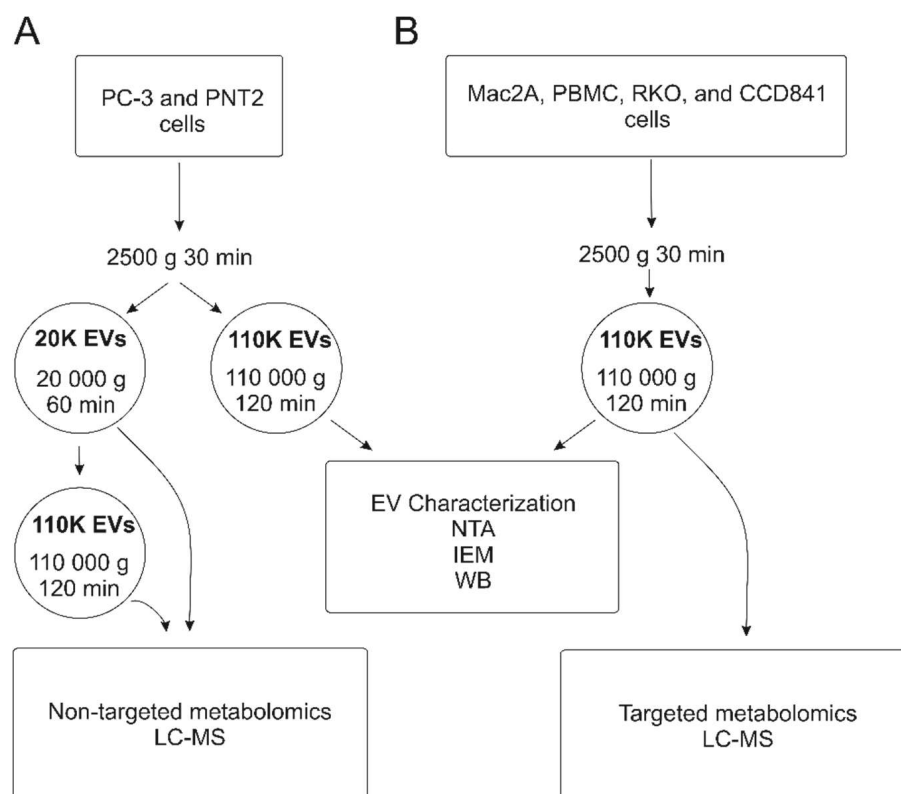 A
PC-3 and PNT2
cells
2500 g 30 min
20K EVs
20 000 g
60 min
110K EVs
110 000 g
120 min
110K EVs
110 000 g
120 min
Non-targeted metabolomics
LC-MS
B
Mac2A, PBMC, RKO, and CCD841
cells
2500 g 30 min
110K EVs
110 000 g
120 min
EV Characterization
NTA
IEM
WB
Targeted metabolomics
LC-MS